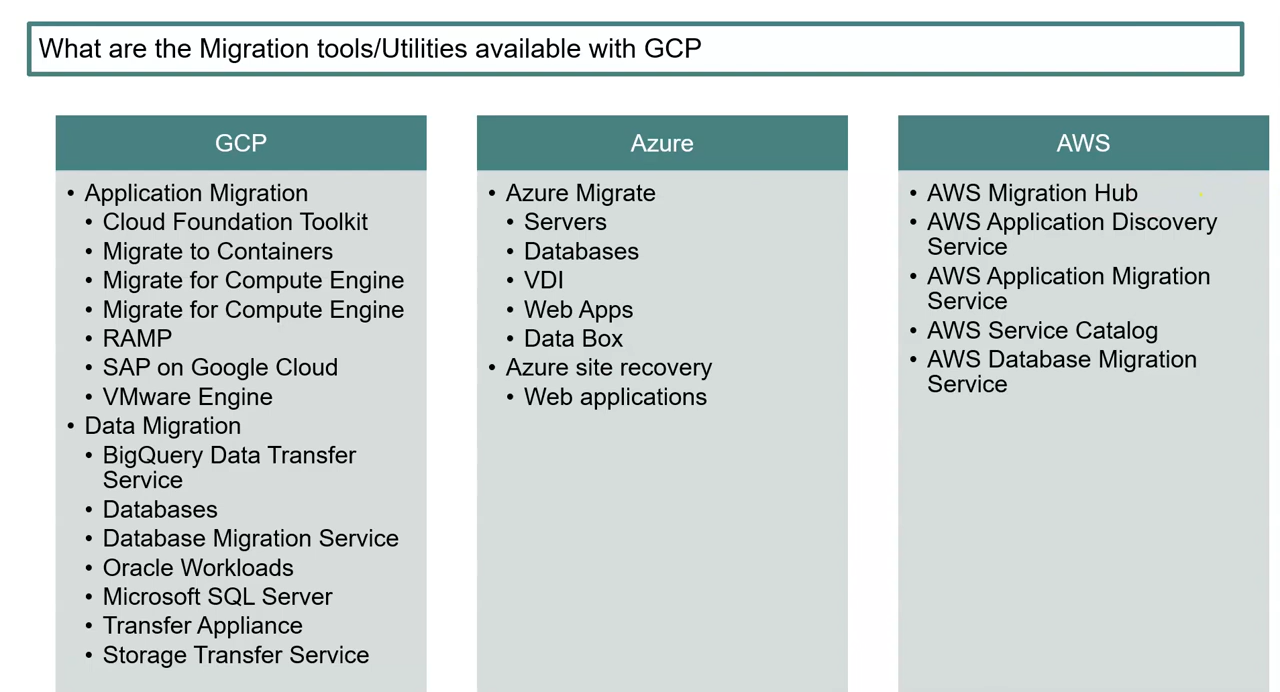 What are the Migration tools/Utilities available with GCP
GCP
• Application Migration
• Cloud Foundation Toolkit
• Migrate to Containers
• Migrate for Compute Engine
• Migrate for Compute Engine
• RAMP
• SAP on Google Cloud
• VMware Engine
• Data Migration
• BigQuery Data Transfer
Service
• Databases
• Database Migration Service
• Oracle Workloads
• Microsoft SQL Server
• Transfer Appliance
• Storage Transfer Service
Azure
• Azure Migrate
• Servers
• Databases
• VDI
• Web Apps
• Data Box
• Azure site recovery
• Web applications
AWS
• AWS Migration Hub
• AWS Application Discovery
Service
• AWS Application Migration
Service
• AWS Service Catalog
• AWS Database Migration
Service